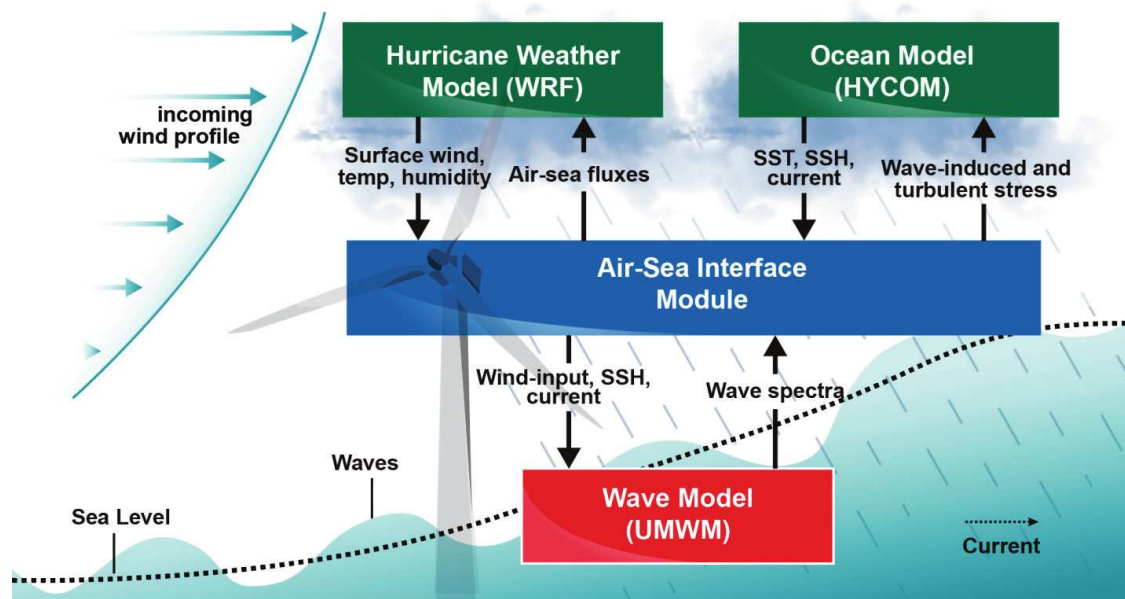 Hurricane Weather
Model (WRF)
Ocean Model
(HYCOM)
incoming
wind profile
Surface wind,
temp, humidity
Air-sea fluxes
SST, SSH,
current
Wave-induced and
turbulent stress
Air-Sea Interface
Module
Wind-input, SSH,
current
Wave spectra
Waves
Sea Level
Wave Model
(UMWM)
Current